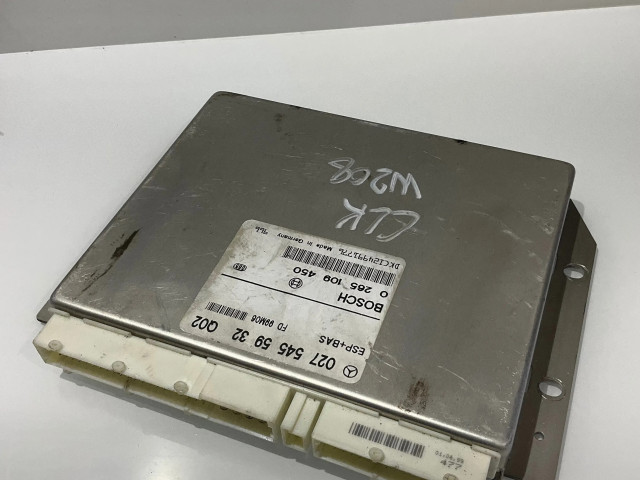 CLK
W208
027 545 59 32 Q02
ESP+BAS
FD 99M06
BOSCH
0 265 109 450
Made in Germany
477